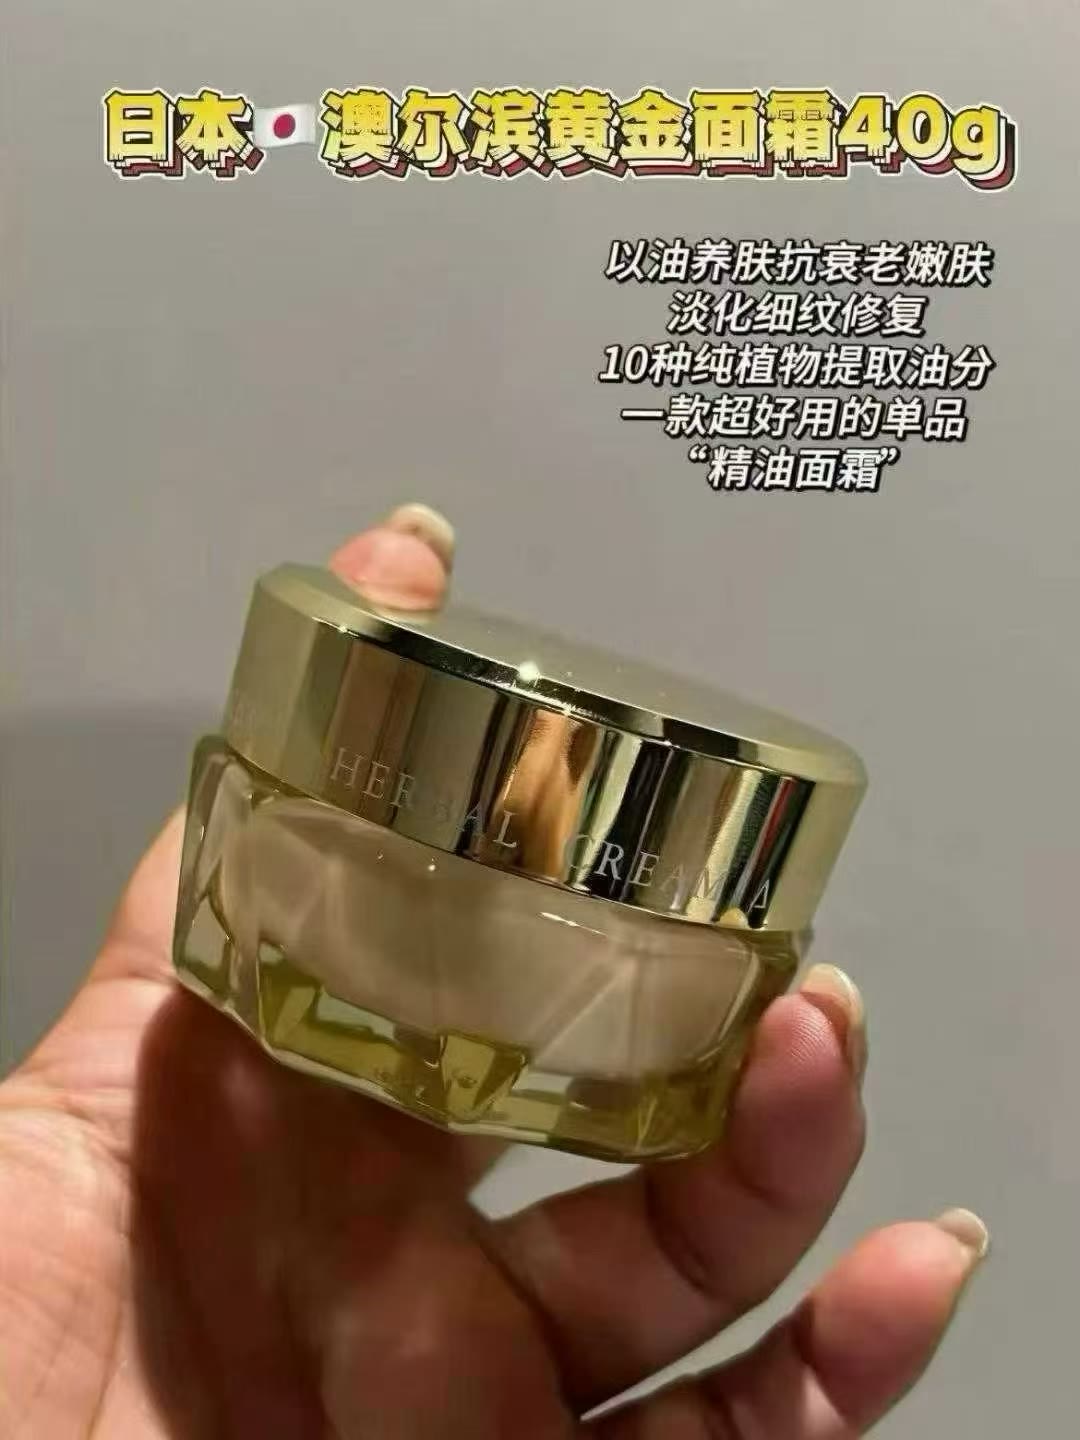 日本🇯🇵澳尔滨黄金面霜40g
以油养肤抗衰老嫩肤
淡化细纹修复
10种纯植物提取油分
一款超好用的单品
“精油面霜”
HERBAL CREAM